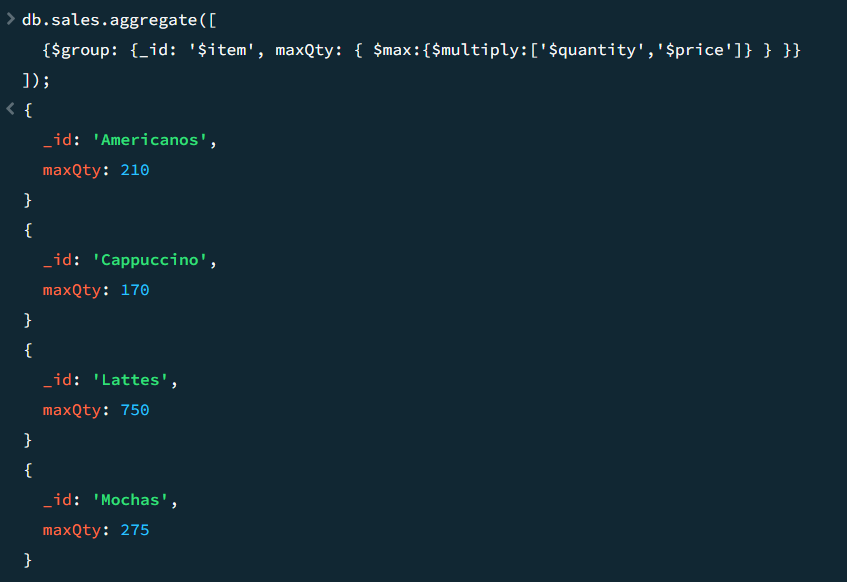 > db.sales.aggregate([
{$group: {_id: '$item', maxQty: { $max:{$multiply:['$quantity','$price']} } }}
]);
< {
_id: 'Americanos',
maxQty: 210
}
{
_id: 'Cappuccino',
maxQty: 170
}
{
_id: 'Lattes',
maxQty: 750
}
{
_id: 'Mochas',
maxQty: 275
}